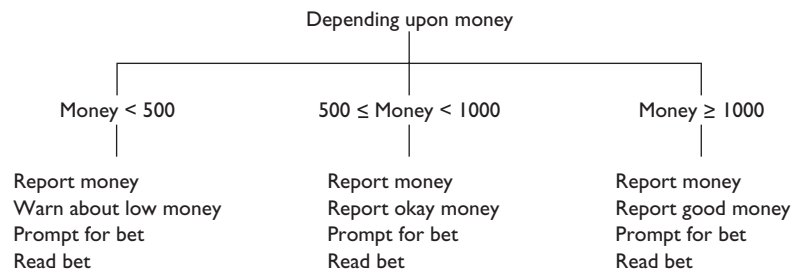 Depending upon money
Money < 500
500 ≤ Money < 1000
Money ≥ 1000
Report money
Warn about low money
Prompt for bet
Read bet
Report money
Report okay money
Prompt for bet
Read bet
Report money
Report good money
Prompt for bet
Read bet